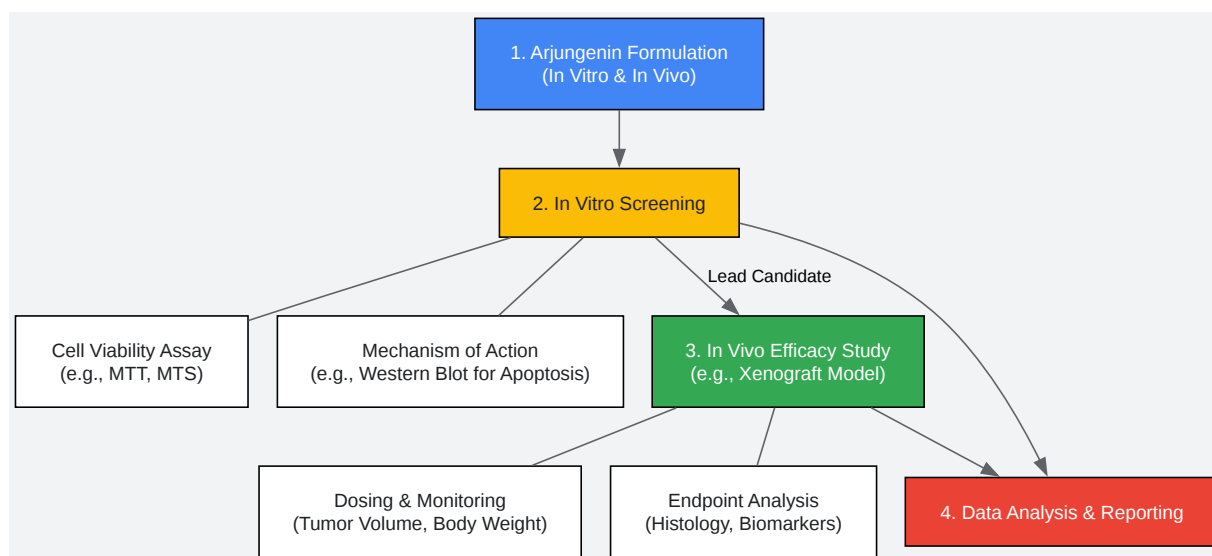 1. Arjungenin Formulation
(In Vitro & In Vivo)
2. In Vitro Screening
Lead Candidate
Cell Viability Assay
(e.g., MTT, MTS)
Mechanism of Action
(e.g., Western Blot for Apoptosis)
3. In Vivo Efficacy Study
(e.g., Xenograft Model)
Dosing & Monitoring
(Tumor Volume, Body Weight)
Endpoint Analysis
(Histology, Biomarkers)
4. Data Analysis & Reporting